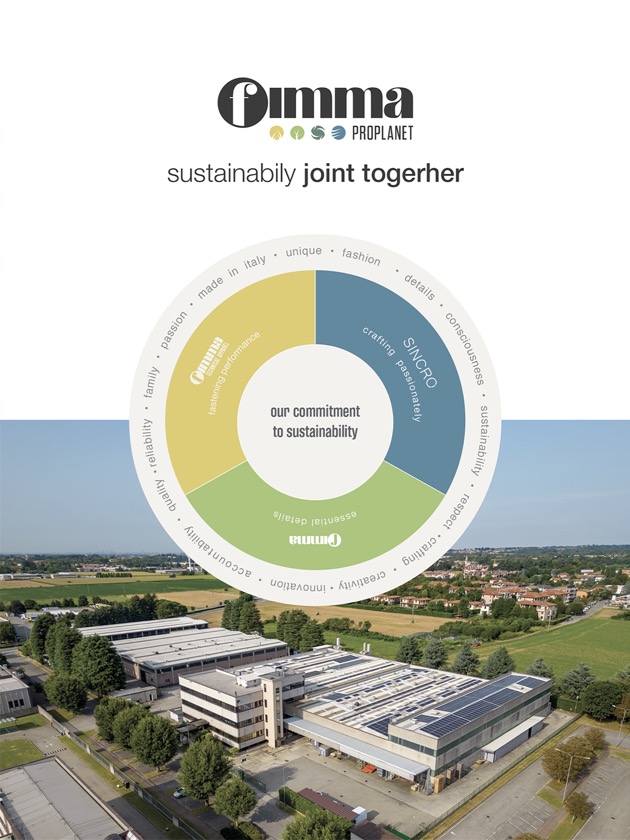 fimma
PROPLANET
sustainabily joint togerher
unique • fashion • details • consciousness • sustainability • respect • crafting • creativity • innovation • accountability • quality • reliability • family • passion • made in italy •
fimma
fastening performance
SINCRO
crafting passionately
our commitment
to sustainability
essential details
fimma